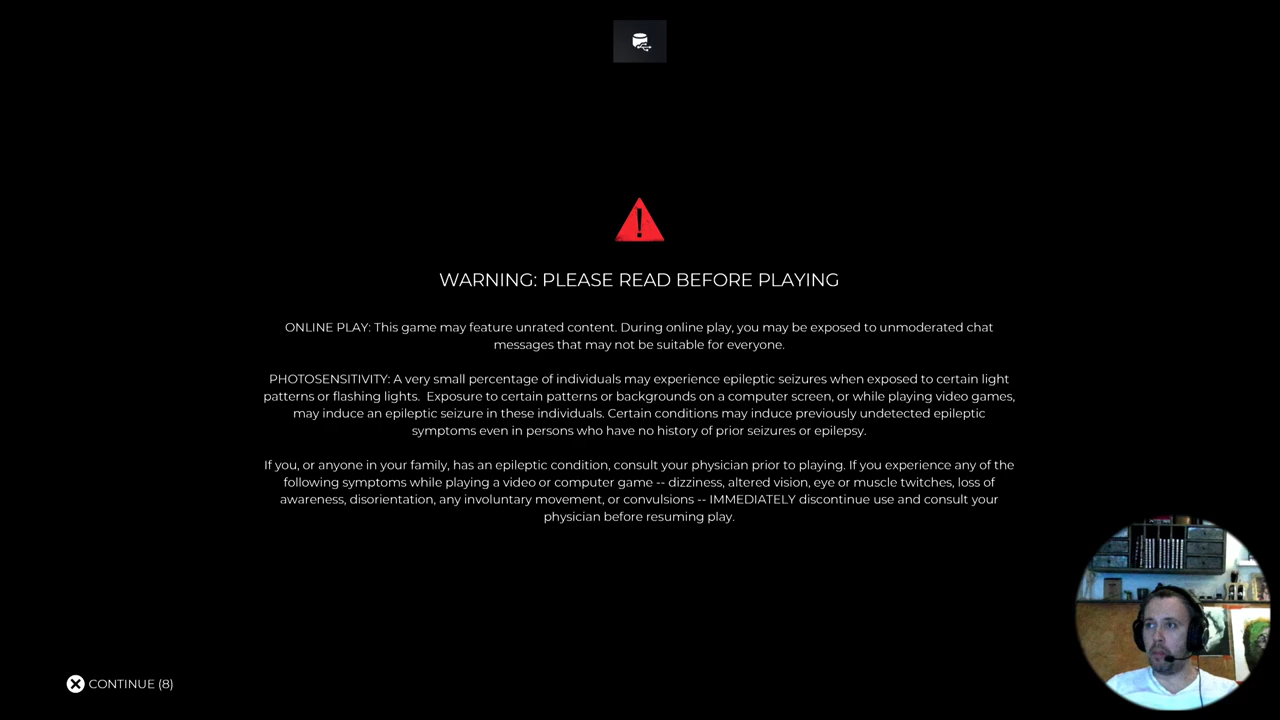 WARNING: PLEASE READ BEFORE PLAYING
ONLINE PLAY: This game may feature unrated content. During online play, you may be exposed to unmoderated chat
messages that may not be suitable for everyone.
PHOTOSENSITIVITY: A very small percentage of individuals may experience epileptic seizures when exposed to certain light
patterns or flashing lights.  Exposure to certain patterns or backgrounds on a computer screen, or while playing video games,
may induce an epileptic seizure in these individuals. Certain conditions may induce previously undetected epileptic
symptoms even in persons who have no history of prior seizures or epilepsy.
If you, or anyone in your family, has an epileptic condition, consult your physician prior to playing. If you experience any of the
following symptoms while playing a video or computer game -- dizziness, altered vision, eye or muscle twitches, loss of
awareness, disorientation, any involuntary movement, or convulsions -- IMMEDIATELY discontinue use and consult your
physician before resuming play.
CONTINUE (8)